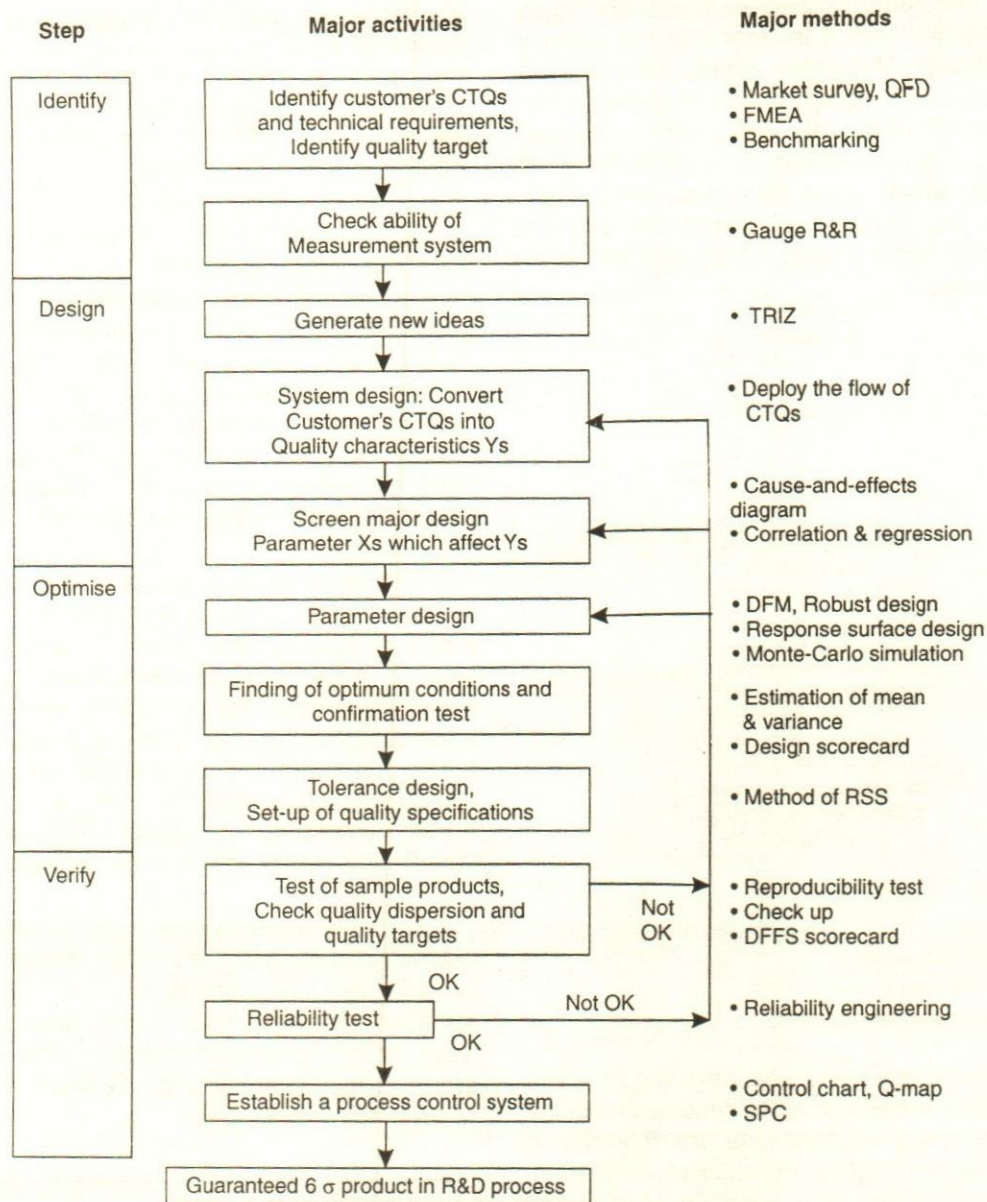 Step
Major activities
Major methods
Identify
Identify customer's CTQs
and technical requirements,
Identify quality target
• Market survey, QFD
• FMEA
• Benchmarking
Check ability of
Measurement system
• Gauge R&R
Design
Generate new ideas
• TRIZ
System design: Convert
Customer's CTQs into
Quality characteristics Ys
• Deploy the flow of
CTQs
Screen major design
Parameter Xs which affect Ys
• Cause-and-effects
diagram
• Correlation & regression
Optimise
Parameter design
• DFM, Robust design
• Response surface design
• Monte-Carlo simulation
Finding of optimum conditions and
confirmation test
• Estimation of mean
& variance
• Design scorecard
Tolerance design,
Set-up of quality specifications
• Method of RSS
Verify
Test of sample products,
Check quality dispersion and
quality targets
Not
OK
• Reproducibility test
• Check up
• DFFS scorecard
OK
Reliability test
Not OK
• Reliability engineering
OK
Establish a process control system
• Control chart, Q-map
• SPC
Guaranteed 6 σ product in R&D process